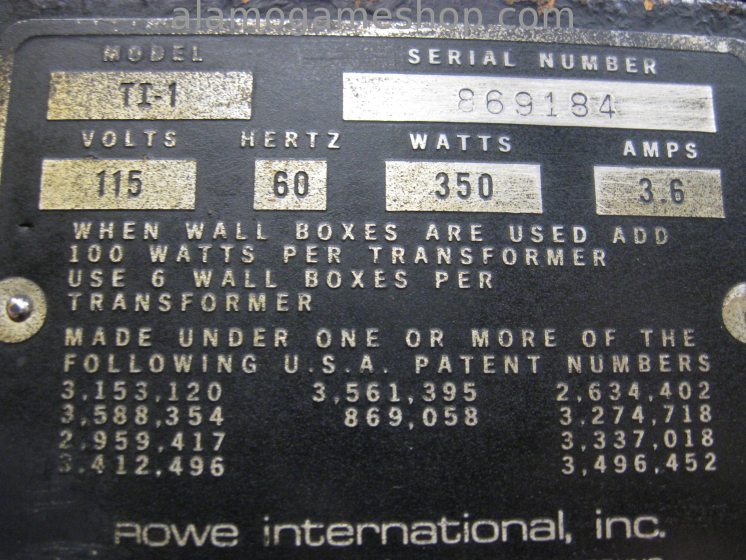 alamogameshop.com
MODEL SERIAL NUMBER
TI-1 869184
VOLTS HERTZ WATTS AMPS
115 60 350 3.6
WHEN WALL BOXES ARE USED ADD
100 WATTS PER TRANSFORMER
USE 6 WALL BOXES PER
TRANSFORMER
MADE UNDER ONE OR MORE OF THE
FOLLOWING U.S.A. PATENT NUMBERS
3,153,120 3,561,395 2,634,402
3,588,354 869,058 3,274,718
2,959,417 3,337,018
3,412,496 3,496,452
Rowe international, inc.